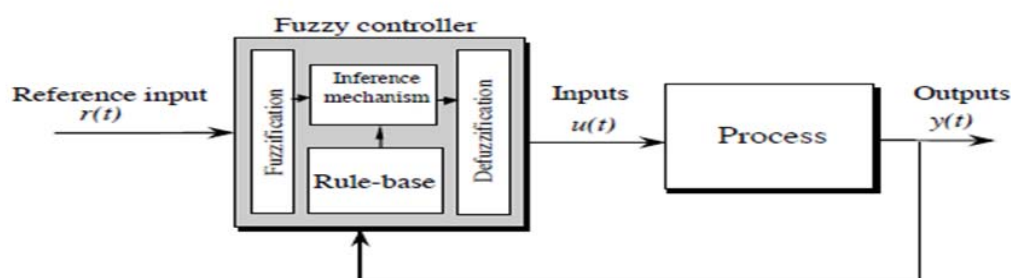 Fuzzy controller
Reference input
r(t)
Fuzzification
Inference
mechanism
Rule-base
Defuzzification
Inputs
u(t)
Process
Outputs
y(t)